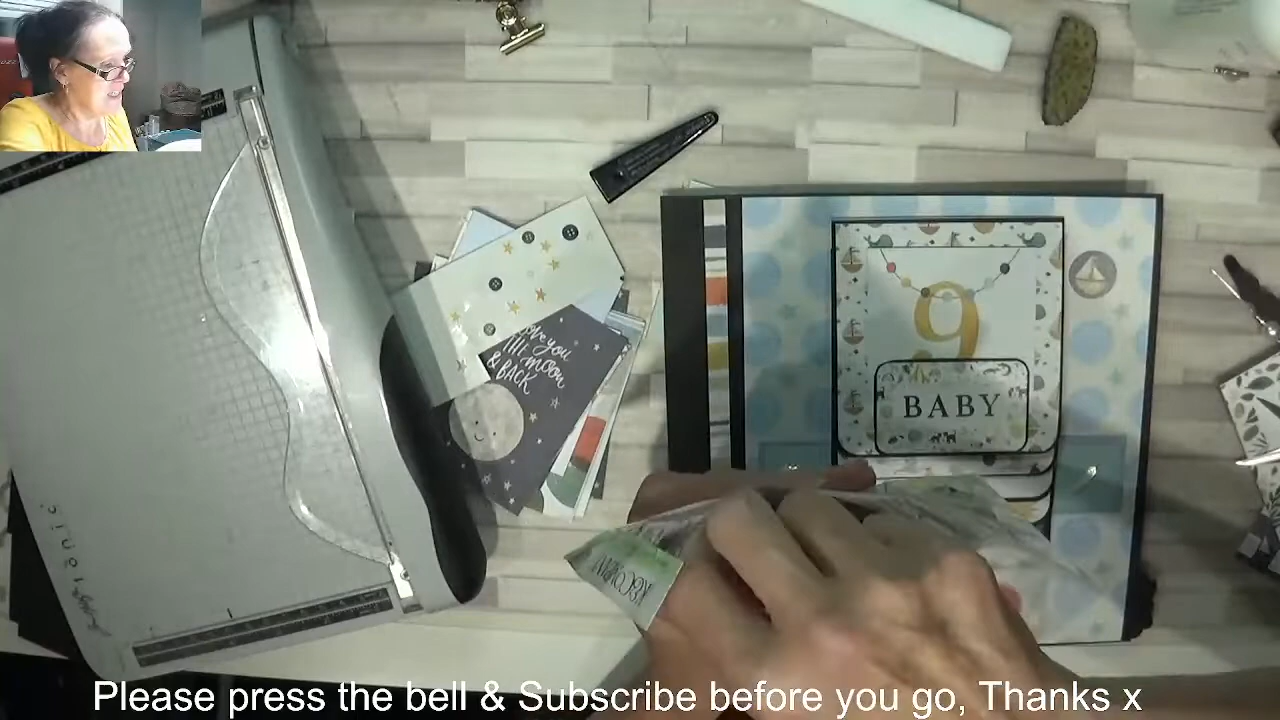 Love you
TO THE moon
& BACK
9
BABY
Please press the bell & Subscribe before you go, Thanks x